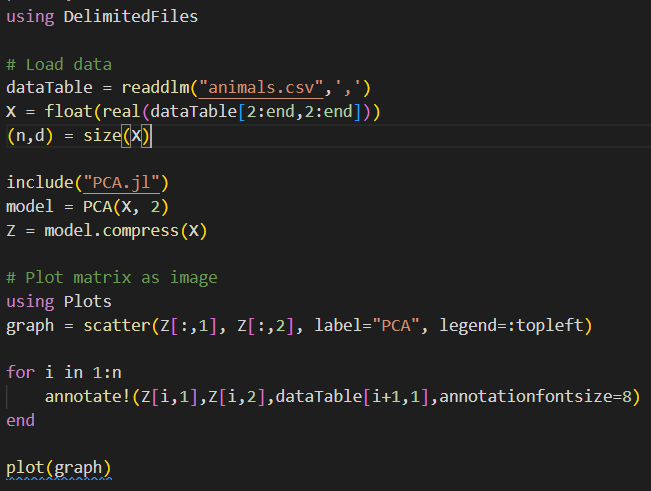 using DelimitedFiles
# Load data
dataTable = readdlm("animals.csv",',')
X = float(real(dataTable[2:end,2:end]))
(n,d) = size(X)
include("PCA.jl")
model = PCA(X, 2)
Z = model.compress(X)
# Plot matrix as image
using Plots
graph = scatter(Z[:,1], Z[:,2], label="PCA", legend=:topleft)
for i in 1:n
    annotate!(Z[i,1],Z[i,2],dataTable[i+1,1],annotationfontsize=8)
end
plot(graph)